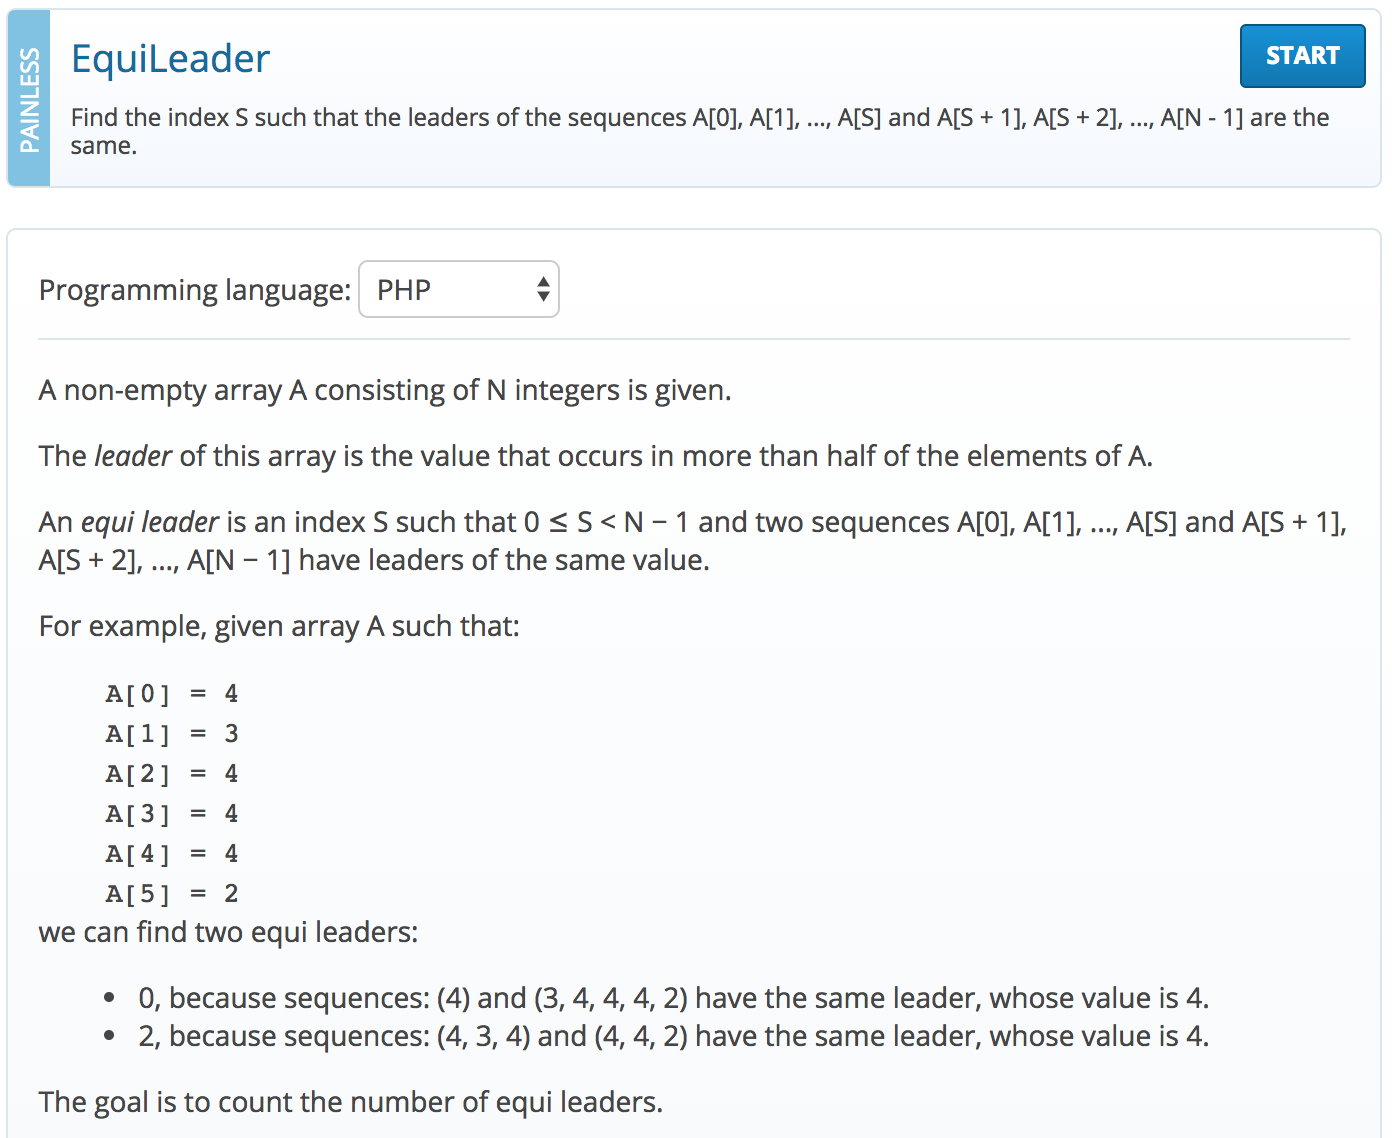 PAINLESS
EquiLeader
START
Find the index S such that the leaders of the sequences A[0], A[1], ..., A[S] and A[S + 1], A[S + 2], ..., A[N - 1] are the
same.
Programming language: PHP
A non-empty array A consisting of N integers is given.
The leader of this array is the value that occurs in more than half of the elements of A.
An equi leader is an index S such that 0 ≤ S < N − 1 and two sequences A[0], A[1], ..., A[S] and A[S + 1],
A[S + 2], ..., A[N − 1] have leaders of the same value.
For example, given array A such that:
A[0] = 4
A[1] = 3
A[2] = 4
A[3] = 4
A[4] = 4
A[5] = 2
we can find two equi leaders:
• 0, because sequences: (4) and (3, 4, 4, 4, 2) have the same leader, whose value is 4.
• 2, because sequences: (4, 3, 4) and (4, 4, 2) have the same leader, whose value is 4.
The goal is to count the number of equi leaders.